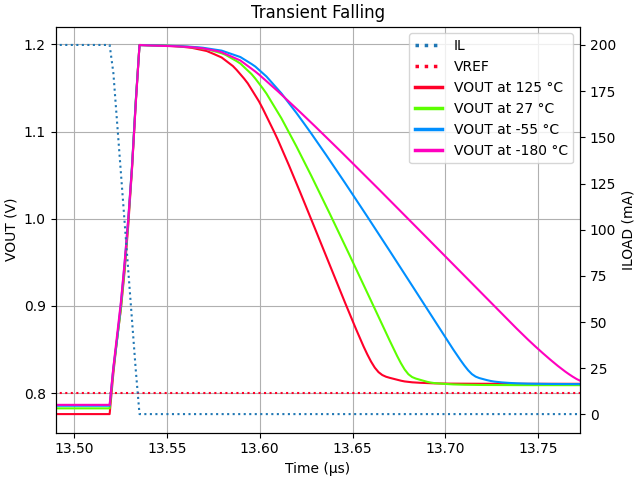 Transient Falling
IL
VREF
VOUT at 125 °C
VOUT at 27 °C
VOUT at -55 °C
VOUT at -180 °C
1.2
1.1
1.0
0.9
0.8
VOUT (V)
200
175
150
125
100
75
50
25
0
ILOAD (mA)
13.50 13.55 13.60 13.65 13.70 13.75
Time (µs)